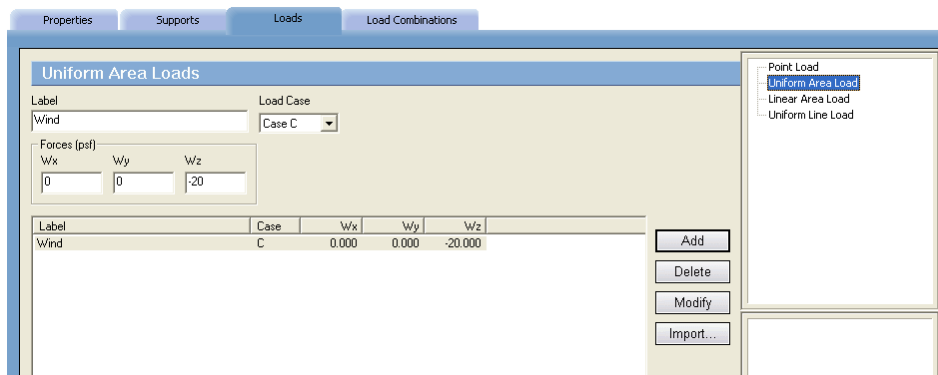 Properties Supports Loads Load Combinations
Uniform Area Loads
Label Load Case
Wind Case C
Forces (psf)
Wx Wy Wz
0 0 -20
Label Case Wx Wy Wz
Wind C 0.000 0.000 -20.000
Add
Delete
Modify
Import...
Point Load
Uniform Area Load
Linear Area Load
Uniform Line Load